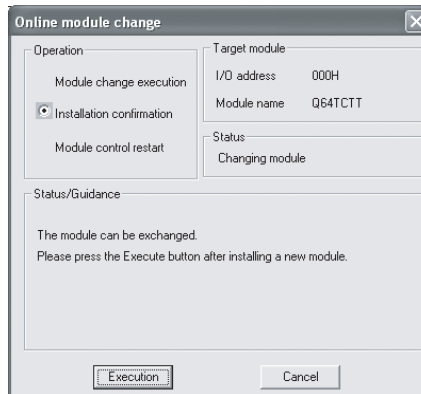 Online module change
Operation
Module change execution
Installation confirmation
Module control restart
Target module
I/O address 000H
Module name Q64TCTT
Status
Changing module
Status/Guidance
The module can be exchanged.
Please press the Execute button after installing a new module.
Execution Cancel